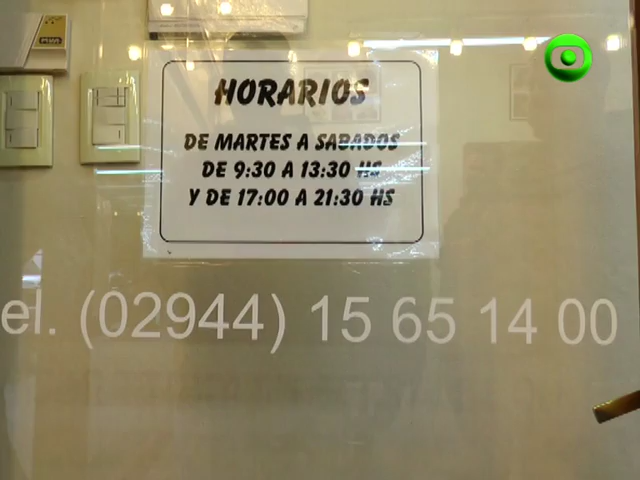 HORARIOS
DE MARTES A SABADOS
DE 9:30 A 13:30 HS
Y DE 17:00 A 21:30 HS
el. (02944) 15 65 14 00